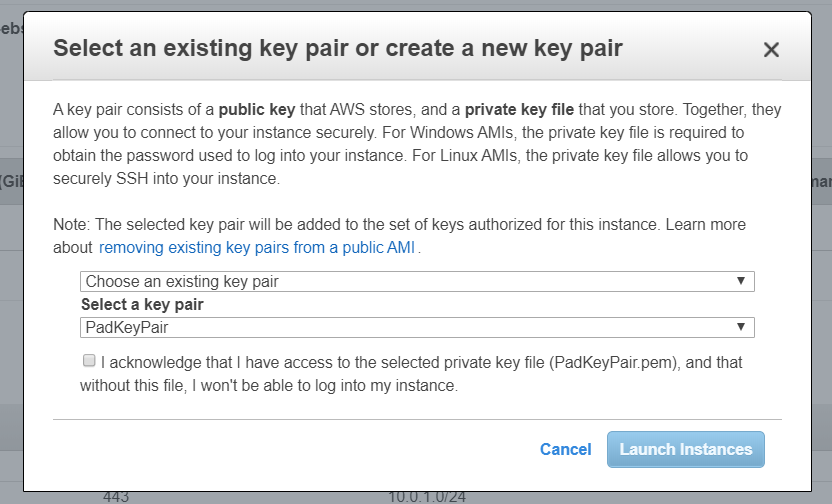 Select an existing key pair or create a new key pair
A key pair consists of a public key that AWS stores, and a private key file that you store. Together, they
allow you to connect to your instance securely. For Windows AMIs, the private key file is required to
obtain the password used to log into your instance. For Linux AMIs, the private key file allows you to
securely SSH into your instance.
Note: The selected key pair will be added to the set of keys authorized for this instance. Learn more
about removing existing key pairs from a public AMI.
Choose an existing key pair
Select a key pair
PadKeyPair
I acknowledge that I have access to the selected private key file (PadKeyPair.pem), and that
without this file, I won't be able to log into my instance.
Cancel Launch Instances
443 10.0.1.0/24